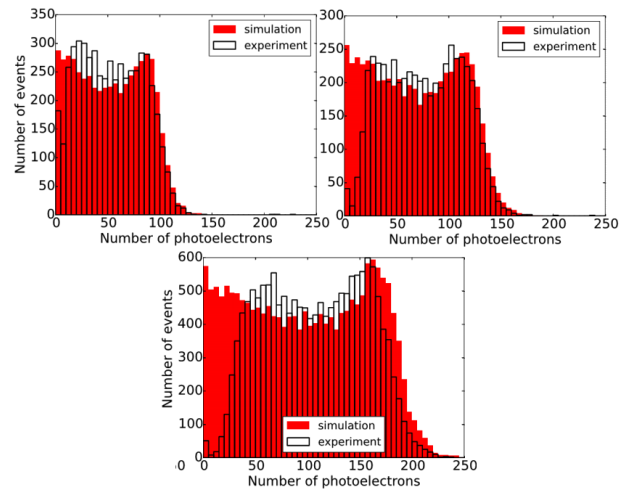 350
300
250
200
150
100
50
0
Number of events
simulation
experiment
0 50 100 150 200 250
Number of photoelectrons
300
250
200
150
100
50
0
simulation
experiment
0 50 100 150 200 250
Number of photoelectrons
600
500
400
300
200
100
0
Number of events
simulation
experiment
0 50 100 150 200 250
Number of photoelectrons